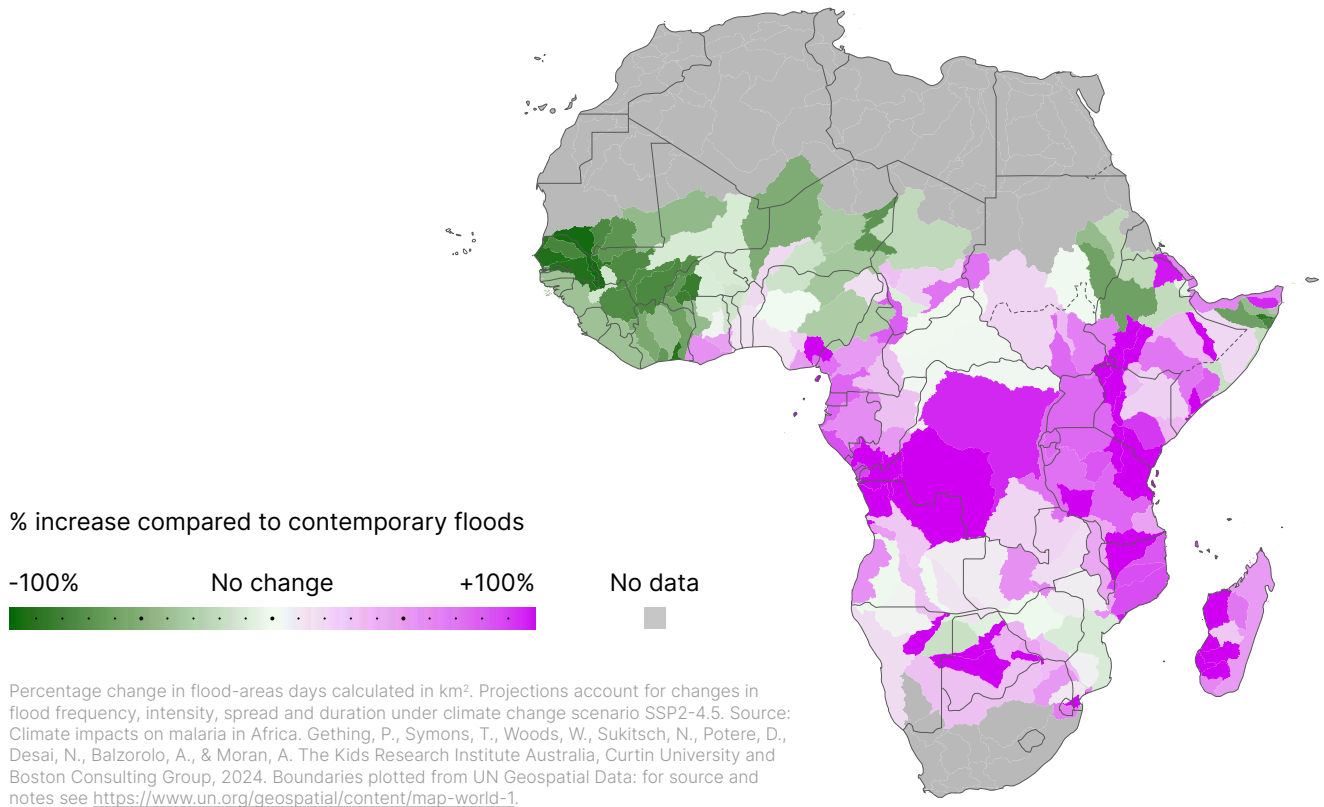 % increase compared to contemporary floods
-100% No change +100% No data
Percentage change in flood-areas days calculated in km². Projections account for changes in
flood frequency, intensity, spread and duration under climate change scenario SSP2-4.5. Source:
Climate impacts on malaria in Africa. Gething, P., Symons, T., Woods, W., Sukitsch, N., Potere, D.,
Desai, N., Balzorolo, A., & Moran, A. The Kids Research Institute Australia, Curtin University and
Boston Consulting Group, 2024. Boundaries plotted from UN Geospatial Data: for source and
notes see https://www.un.org/geospatial/content/map-world-1.